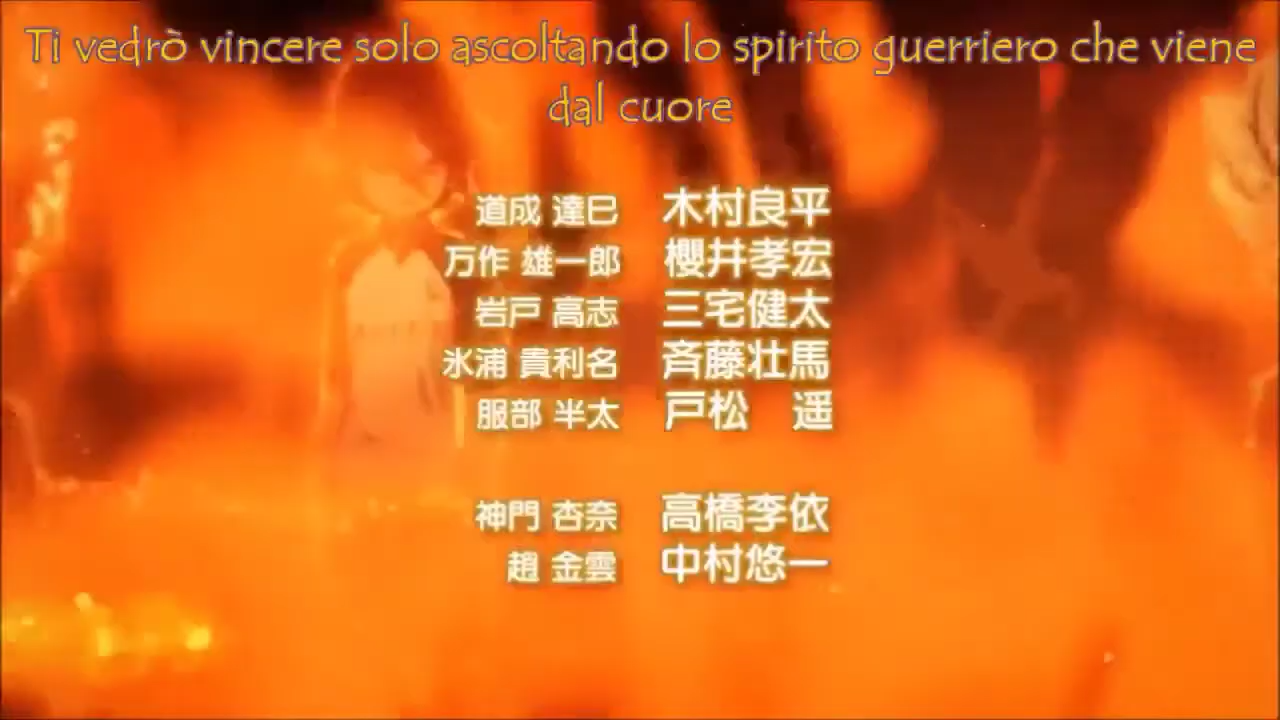 Ti vedrò vincere solo ascoltando lo spirito guerriero che viene
dal cuore
道成 達巳 木村良平
万作 雄一郎 櫻井孝宏
岩戸 高志 三宅健太
氷浦 貴利名 斉藤壮馬
服部 半太 戸松 遥
神門 杏奈 高橋李依
趙 金雲 中村悠一